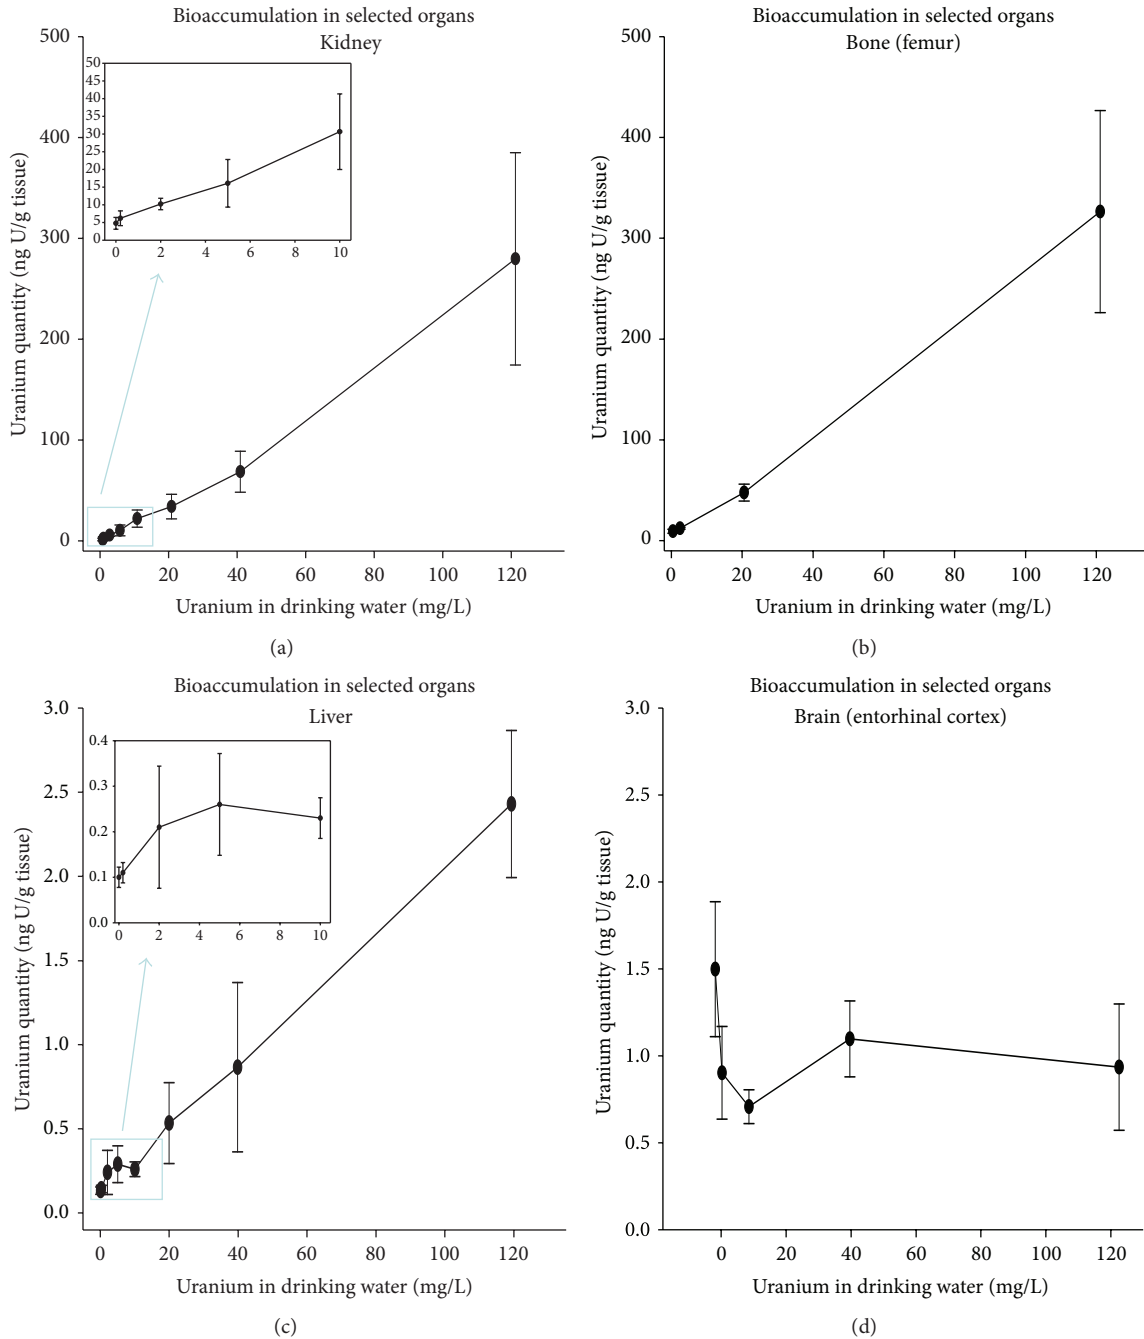 Bioaccumulation in selected organs
Kidney
500
400
300
200
100
0
50
45
40
35
30
25
20
15
10
5
0
0 2 4 6 8 10
0 20 40 60 80 100 120
Uranium quantity (ng U/g tissue)
Uranium in drinking water (mg/L)
(a)
Bioaccumulation in selected organs
Bone (femur)
500
400
300
200
100
0
0 20 40 60 80 100 120
Uranium quantity (ng U/g tissue)
Uranium in drinking water (mg/L)
(b)
Bioaccumulation in selected organs
Liver
3.0
2.5
2.0
1.5
1.0
0.5
0.0
0.4
0.3
0.2
0.1
0.0
0 2 4 6 8 10
0 20 40 60 80 100 120
Uranium quantity (ng U/g tissue)
Uranium in drinking water (mg/L)
(c)
Bioaccumulation in selected organs
Brain (entorhinal cortex)
3.0
2.5
2.0
1.5
1.0
0.5
0.0
0 20 40 60 80 100 120
Uranium quantity (ng U/g tissue)
Uranium in drinking water (mg/L)
(d)